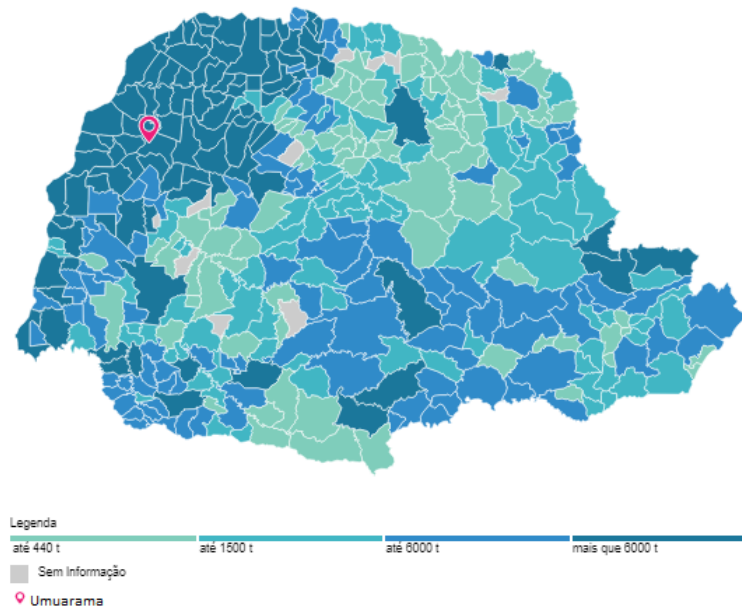 Legenda
até 440 t até 1500 t até 6000 t mais que 6000 t
Sem Informação
Umuarama